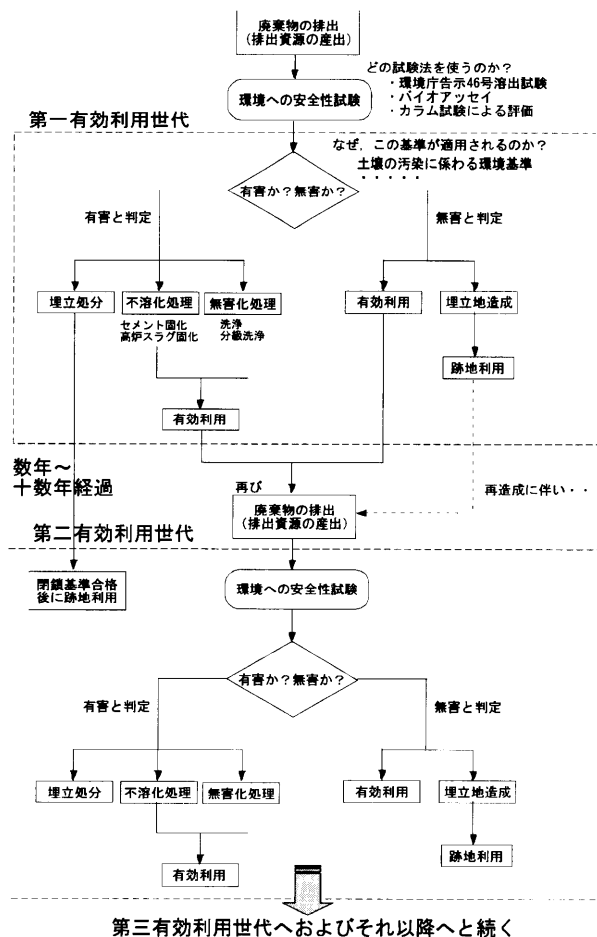 廃棄物の排出
(排出資源の産出)
どの試験法を使うのか?
・環境庁告示46号溶出試験
・バイオアッセイ
・カラム試験による評価
環境への安全性試験
第一有効利用世代
なぜ,この基準が適用されるのか?
土壌の汚染に係わる環境基準
・・・・・
有害か?無害か?
有害と判定
無害と判定
埋立処分
不溶化処理
無害化処理
有効利用
埋立地造成
セメント固化
高炉スラグ固化
洗浄
分級洗浄
跡地利用
有効利用
数年~
十数年経過
再び
再造成に伴い・・
廃棄物の排出
(排出資源の産出)
第二有効利用世代
閉鎖基準合格
後に跡地利用
環境への安全性試験
有害か?無害か?
有害と判定
無害と判定
埋立処分
不溶化処理
無害化処理
有効利用
埋立地造成
跡地利用
有効利用
第三有効利用世代へおよびそれ以降へと続く